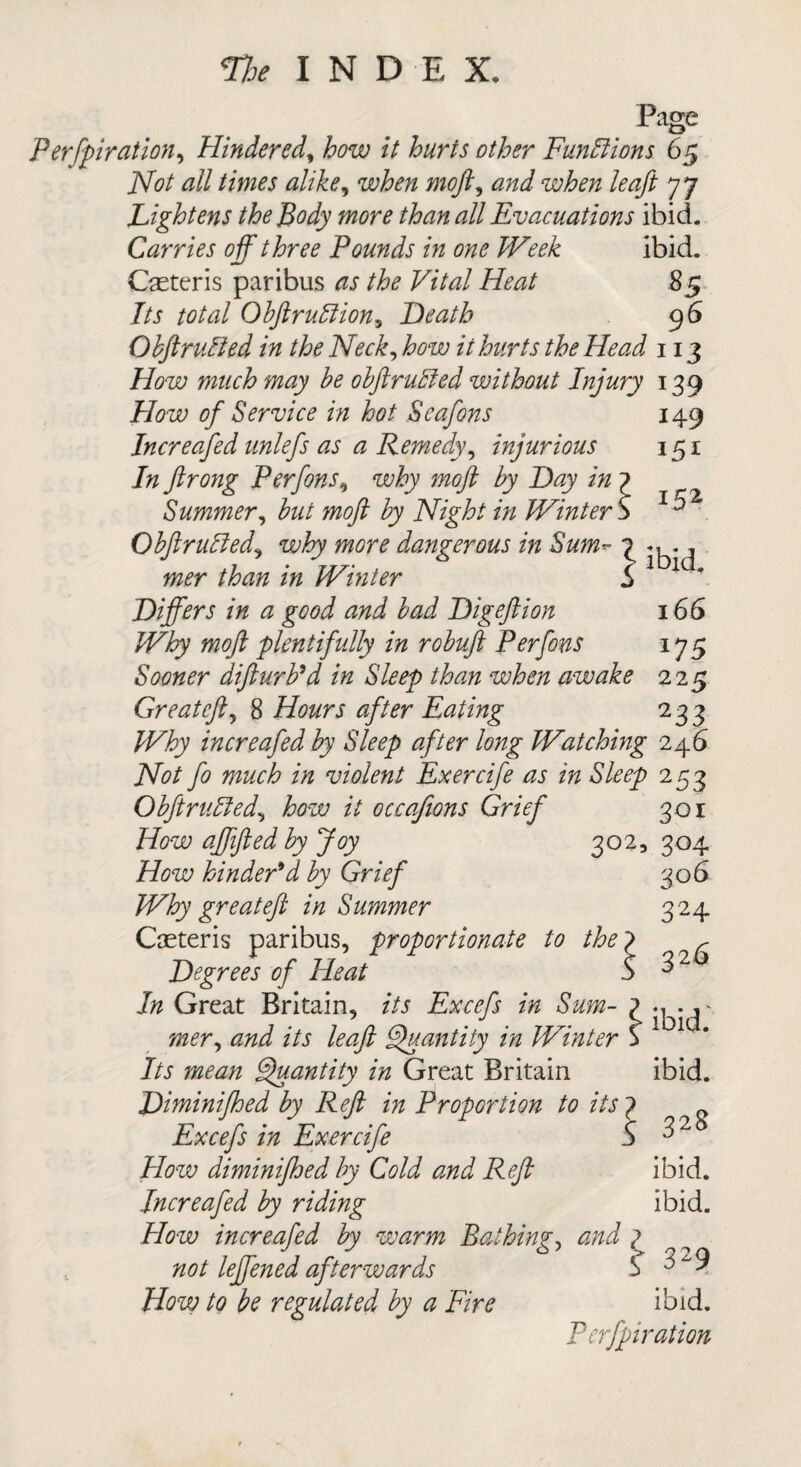 The INDEX.
Page
Perſpiration, Hindered, how it hurts other Functions 65
Not all times alike, when moſt, and when leaſt 77
Lightens the Body more than all Evacuations ibid.
Carries off three Pounds in one Week ibid.
Cæteris paribus as the Vital Heat 85
Its total Obſtruction, Death 96
Obſtructed in the Neck, how it hurts the Head 113
How much may be obſtructed without Injury 139
How of Service in hot Seaſons 149
Increaſed unleſs as a Remedy, injurious 151
In ſtrong Perſons, why moſt by Day in
Summer, but moſt by Night in Winter } 152
Obſtructed, why more dangerous in Sum-
mer than in Winter } ibid.
Differs in a good and bad Digeſtion 166
Why moſt plentifully in robuſt Perſons 175
Sooner diſturb'd in Sleep than when awake 225
Greateſt, 8 Hours after Eating 233
Why increaſed by Sleep after long Watching 246
Not ſo much in violent Exerciſe as in Sleep 253
Obſtructed, how it occaſions Grief 301
How aſſiſted by Joy 302, 304
How hinder'd by Grief 306
Why greateſt in Summer 324
Cæteris paribus, proportionate to the
Degrees of Heat } 326
In Great Britain, its Exceſs in Sum-
mer, and its leaſt Quantity in Winter } ibid.
Its mean Quantity in Great Britain ibid.
Diminiſhed by Reſt in Proportion to its
Exceſs in Exerciſe } 328
How diminiſhed by Cold and Reſt ibid.
Increaſed by riding ibid.
How increaſed by warm Bathing, and
not leſſened afterwards } 329
How to be regulated by a Fire ibid.
Perſpiration